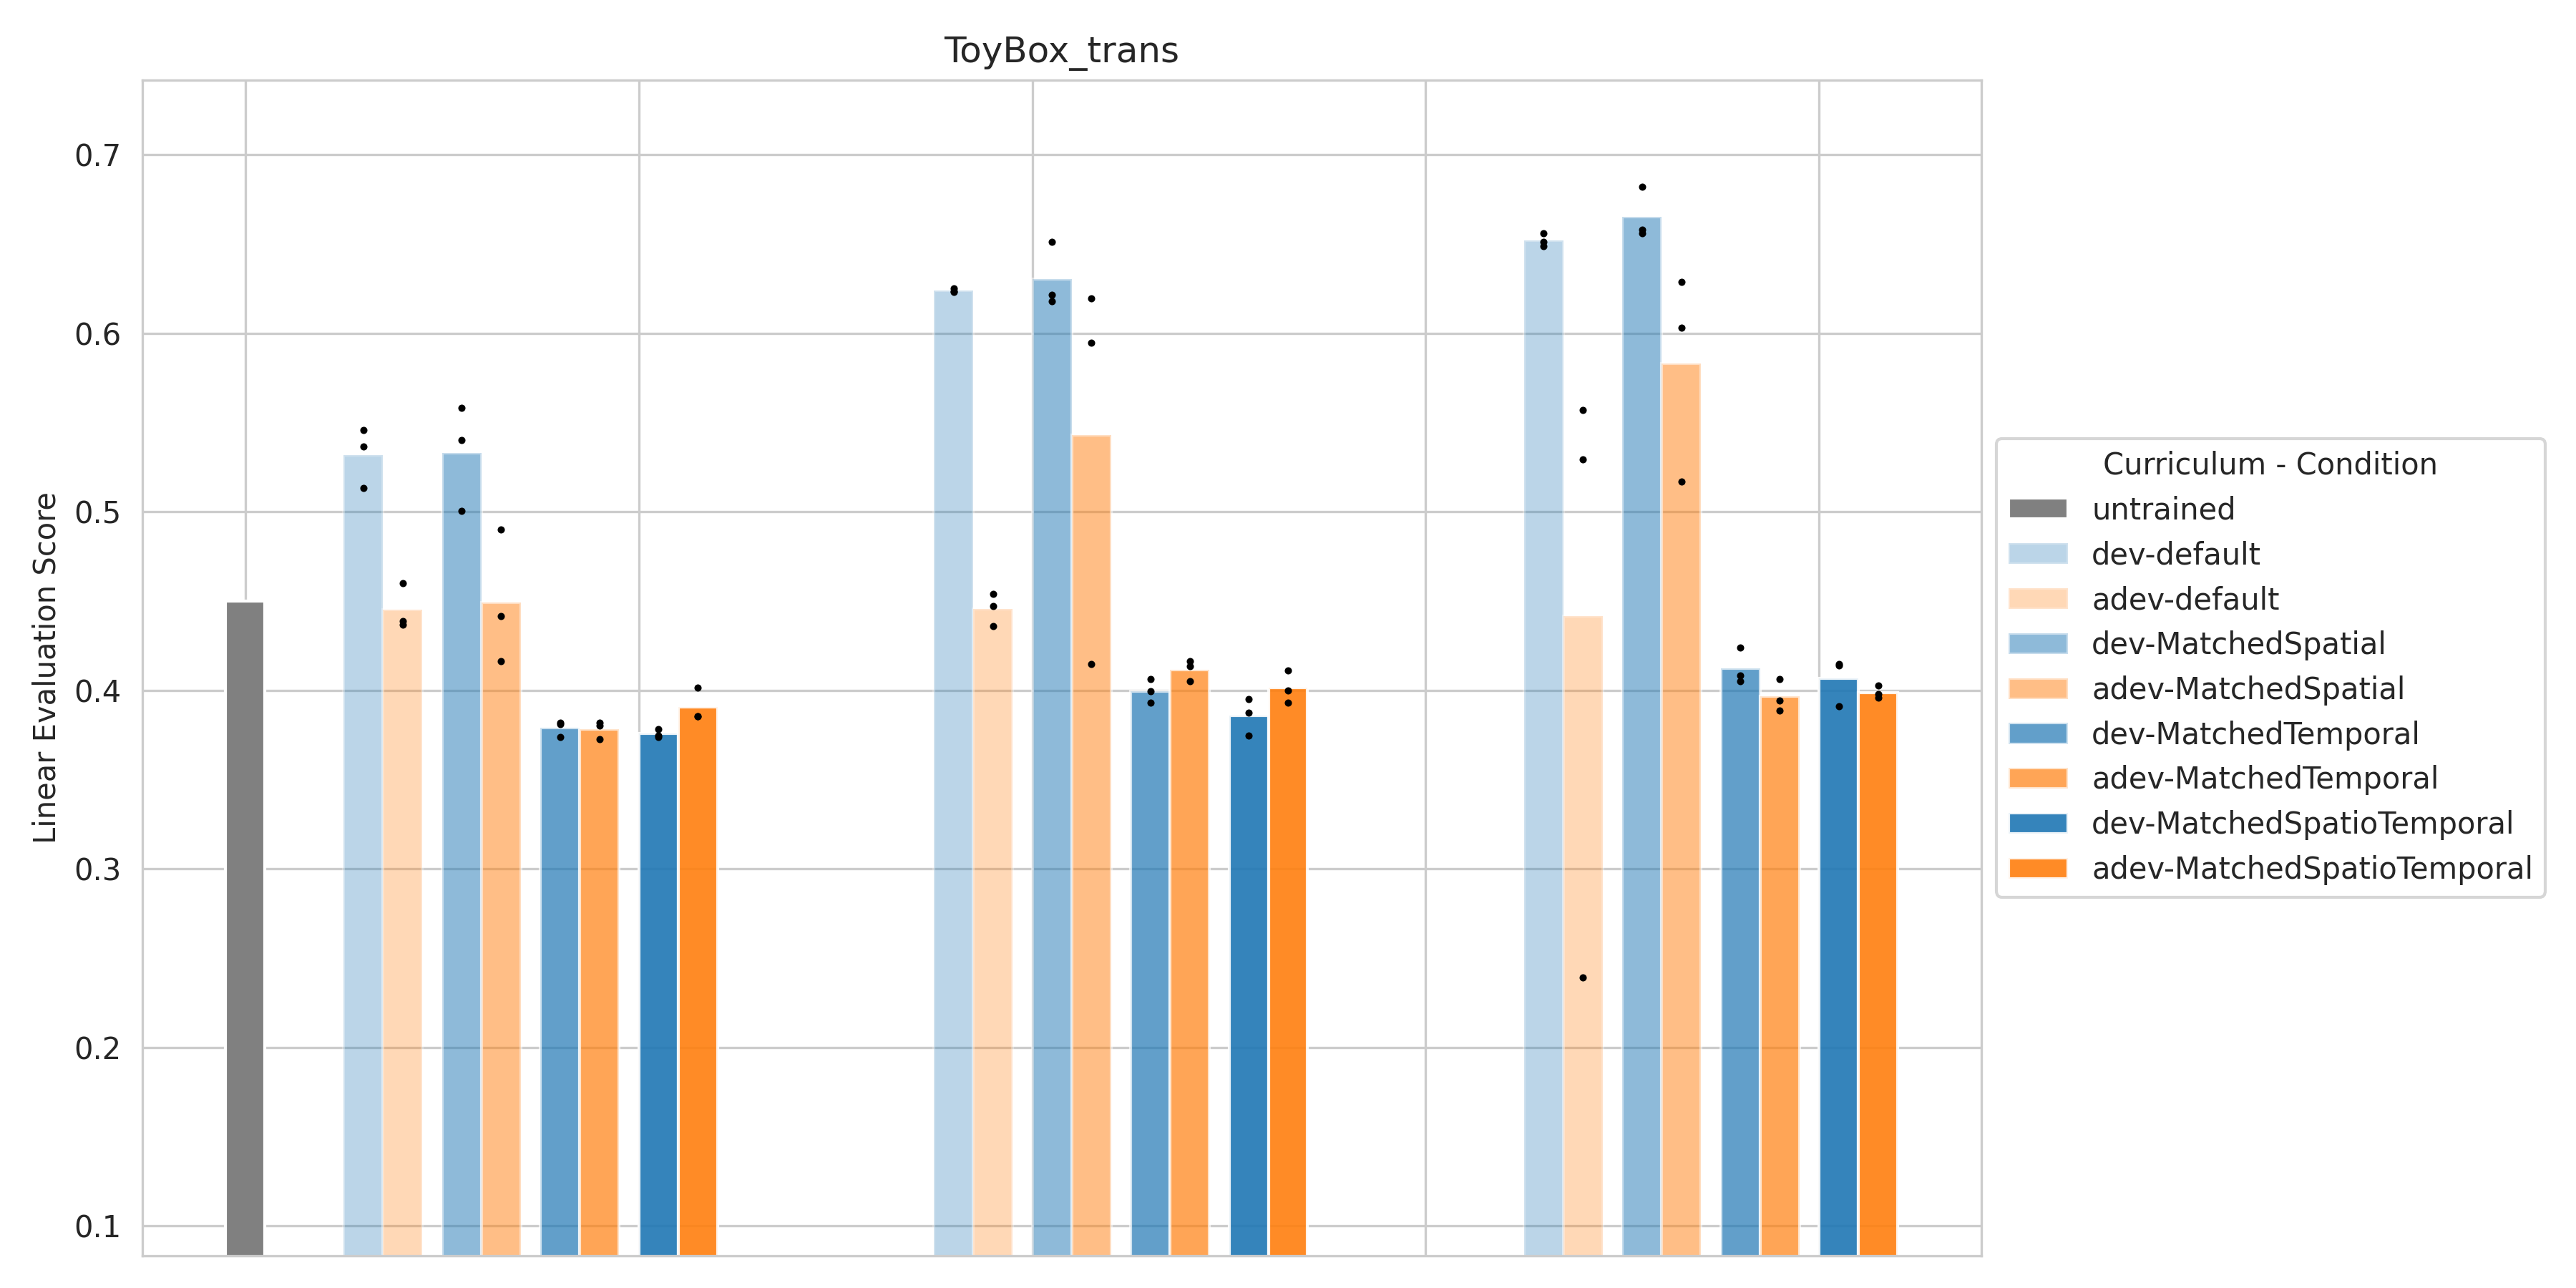 ToyBox_trans
Linear Evaluation Score
0.7
0.6
0.5
0.4
0.3
0.2
0.1
Curriculum - Condition
untrained
dev-default
adev-default
dev-MatchedSpatial
adev-MatchedSpatial
dev-MatchedTemporal
adev-MatchedTemporal
dev-MatchedSpatioTemporal
adev-MatchedSpatioTemporal